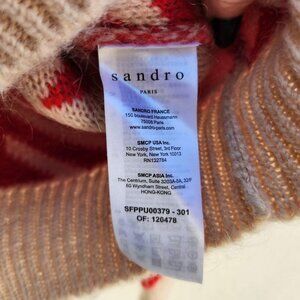 sandro
PARIS
SANDRO FRANCE
150 boulevard Haussmann
75008 Paris
www.sandro-paris.com
SMCP USA Inc.
10 Crosby Street, 3rd Floor
New York, New York 10013
RN132784
SMCP ASIA Inc.
The Centrium, Suite 3203A-5A, 32/F
60 Wyndham Street, Central
HONG-KONG
SFPPU00379 - 301
OF: 120478